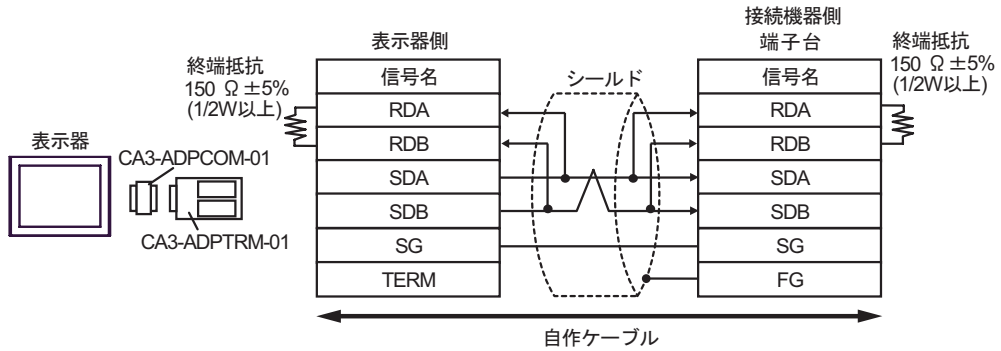 接続機器側
表示器側
端子台
終端抵抗
150 Ω ±5%
(1/2W以上)
信号名
シールド
信号名
終端抵抗
150 Ω ±5%
(1/2W以上)
RDA
RDA
RDB
RDB
表示器
CA3-ADPCOM-01
SDA
SDA
SDB
SDB
CA3-ADPTRM-01
SG
SG
TERM
FG
自作ケーブル